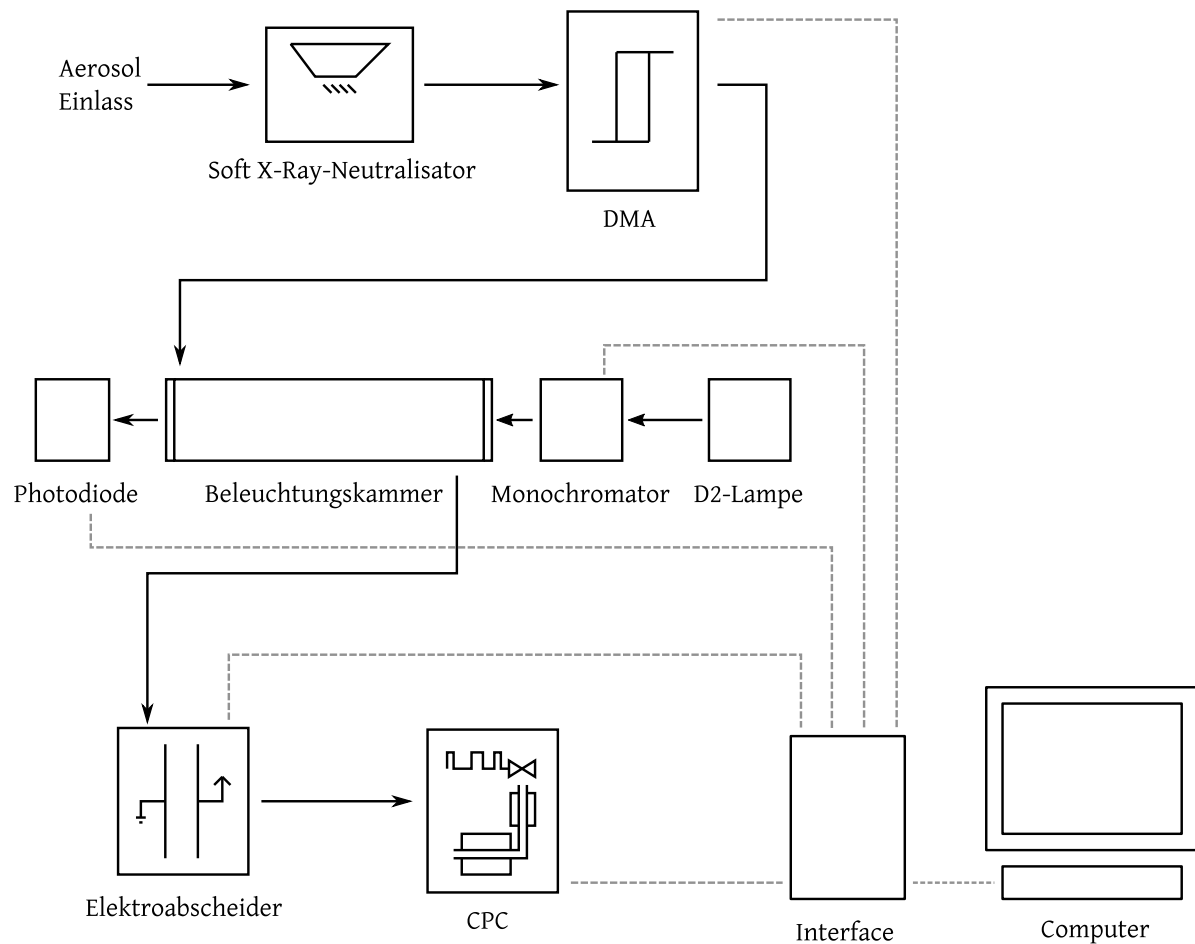 Aerosol
Einlass
Soft X-Ray-Neutralisator
DMA
Photodiode
Beleuchtungskammer
Monochromator
D2-Lampe
Elektroabscheider
CPC
Interface
Computer